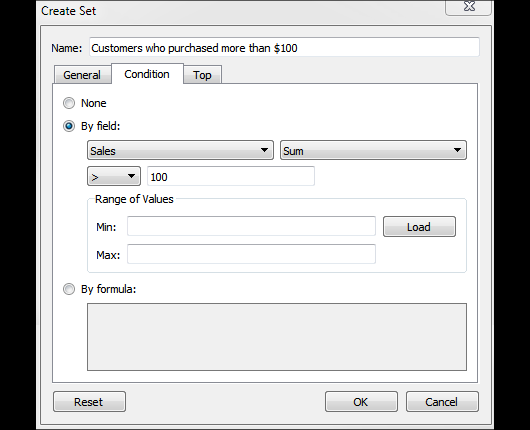 Create Set
Name: Customers who purchased more than $100
General Condition Top
None
By field:
Sales Sum
> 100
Range of Values
Min: Load
Max:
By formula:
Reset OK Cancel